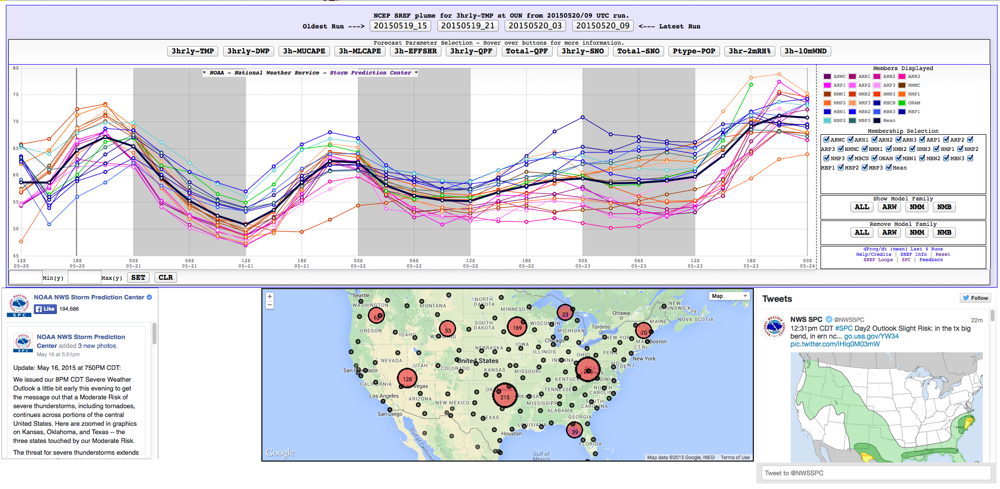 NCEP SREF plume for 3hrly-TMP at OUN from 20150520/09 UTC run.
Oldest Run ---> 20150519_15 20150519_21 20150520_03 20150520_09 <--- Latest Run
Forecast Parameter Selection - Hover over buttons for more information.
3hrly-TMP 3hrly-DWP 3h-MUCAPE 3h-MLCAPE 3h-EFFSHR 3hrly-QPF Total-QPF 3hrly-SNO Total-SNO Ptype-POP 3hr-2mRH% 3h-10mWND
* NOAA - National Weather Service - Storm Prediction Center *
80
75
70
65
60
55
50
45
12Z 18Z 00Z 06Z 12Z 18Z 00Z 06Z 12Z 18Z 00Z 06Z 12Z 18Z 00Z
05-20 05-20 05-21 05-21 05-21 05-21 05-22 05-22 05-22 05-22 05-23 05-23 05-23 05-23 05-24
Members Displayed
ARWC ARN1 ARN2 ARN3
ARP1 ARP2 ARP3 NMMC
NMN1 NMN2 NMN3 NMP1
NMP2 NMP3 MBCN ONAM
MBN1 MBN2 MBN3 MBP1
MBP2 MBP3 Mean
Membership Selection
ARWC ARN1 ARN2 ARN3 ARP1 ARP2
ARP3 NMMC NMN1 NMN2 NMN3 NMP1 NMP2
NMP3 MBCN ONAM MBN1 MBN2 MBN3
MBP1 MBP2 MBP3 Mean
Show Model Family
ALL ARW NMM NMB
Remove Model Family
ALL ARW NMM NMB
dProg/dt (mean) Last 4 Runs
Help/Credits | SREF Info | Reset
SREF Loops | SPC | Feedback
Min(y) Max(y) SET CLR
NOAA NWS Storm Prediction Center
Like 194,686
SPC
NOAA NWS Storm Prediction
Center added 3 new photos.
May 16 at 5:51pm
SPC
Update: May 16, 2015 at 750PM CDT:
We issued our 8PM CDT Severe Weather
Outlook a little bit early this evening to get
the message out that a Moderate Risk of
severe thunderstorms, including tornadoes,
continues across portions of the central
United States. Here are zoomed in graphics
on Kansas, Oklahoma, and Texas -- the
three states touched by our Moderate Risk.
The threat for severe thunderstorms extends
+
−
Map
Seattle
WASHINGTON
MONTANA
NORTH
DAKOTA
MINNESOTA
Ottawa
NEW
BRUNSWICK
PE
NOVA SCOTIA
MAINE
62
33
169
23
70
OREGON
IDAHO
SOUTH
DAKOTA
WISCONSIN
MICHIGAN
Toronto
NEW YORK
Boston
MA
CT RI
Chicago
NEBRASKA
IOWA
ILLINOIS
OHIO
PENN
New York
NEVADA
UTAH
COLORADO
United States
KANSAS
MISSOURI
INDIANA
WEST
VIRGINIA
MD
DE NJ
San Francisco
CALIFORNIA
128
Las Vegas
KENTUCKY
Los Angeles
ARIZONA
NEW MEXICO
OKLAHOMA
215
ARKANSAS
TENNESSEE
NORTH
CAROLINA
MISSISSIPPI
ALABAMA
SOUTH
CAROLINA
San Diego
TEXAS
GEORGIA
LOUISIANA
39
Houston
FLORIDA
Gulf of California
Gulf of
Mexico
Google
Map data ©2015 Google, INEGI Terms of Use
Tweets
Follow
NWS SPC @NWSSPC 22m
12:31pm CDT #SPC Day2 Outlook Slight Risk: in the tx big
bend, in ern nc... go.usa.gov/YW34
pic.twitter.com/iHIq0M03mW
MRGL
MRGL
SLGT
Tweet to @NWSSPC